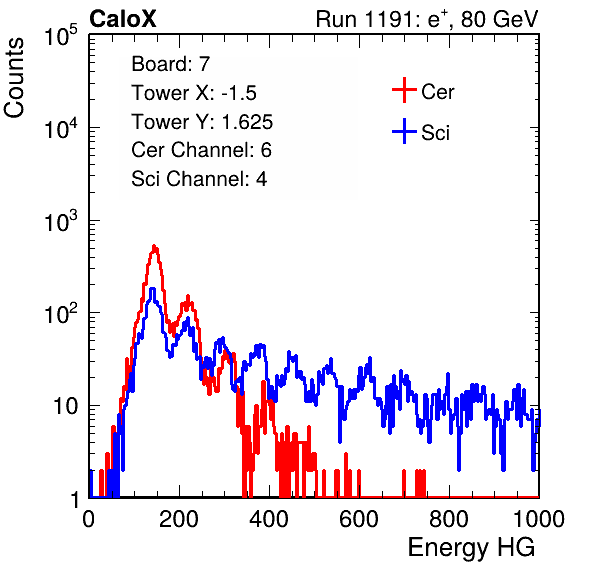 CaloX Run 1191: e⁺, 80 GeV
Board: 7
Tower X: -1.5
Tower Y: 1.625
Cer Channel: 6
Sci Channel: 4
Cer
Sci
Counts
10⁵
10⁴
10³
10²
10
1
0 200 400 600 800 1000
Energy HG